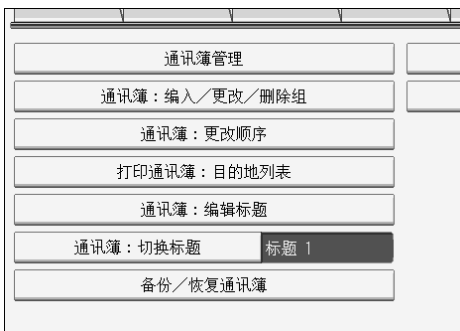 通讯簿管理
通讯簿：编入／更改／删除组
通讯簿：更改顺序
打印通讯簿：目的地列表
通讯簿：编辑标题
通讯簿：切换标题 标题 1
备份／恢复通讯簿